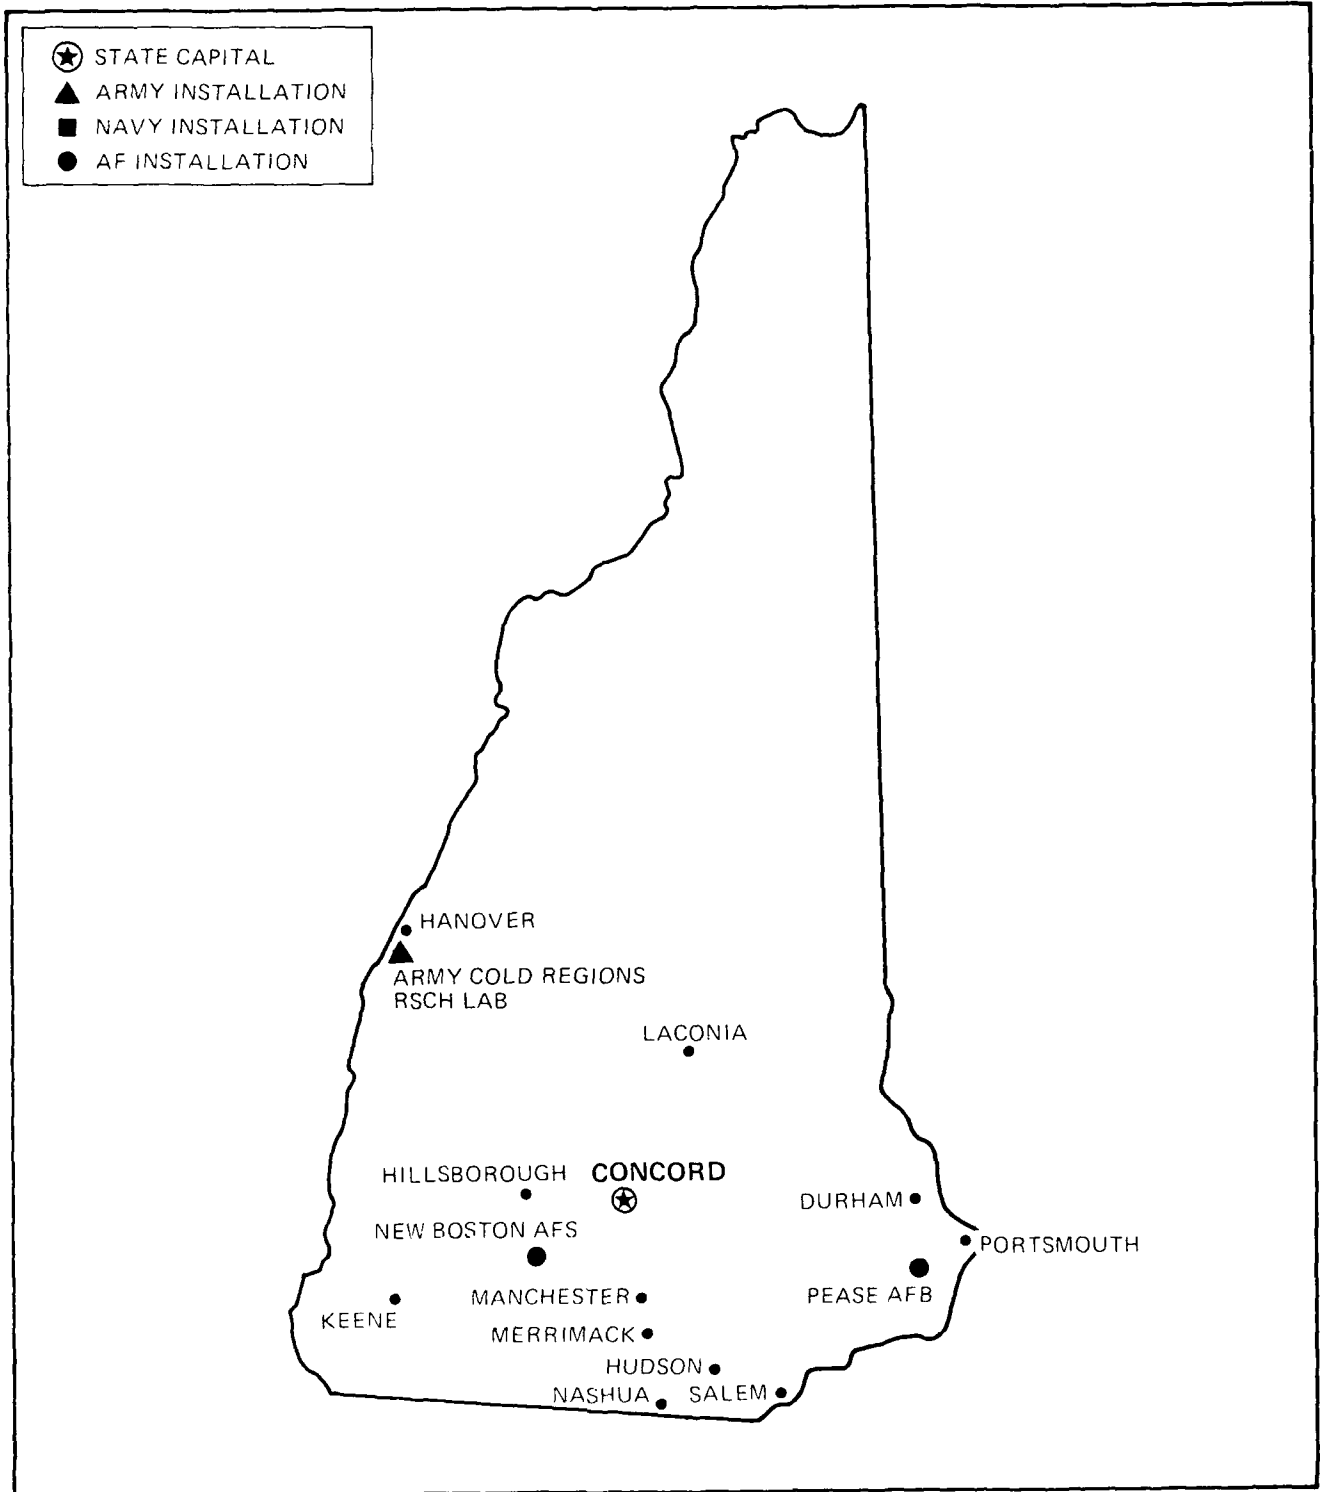 STATE CAPITAL
ARMY INSTALLATION
NAVY INSTALLATION
AF INSTALLATION
HANOVER
ARMY COLD REGIONS
RSCH LAB
LACONIA
HILLSBOROUGH
CONCORD
DURHAM
NEW BOSTON AFS
PORTSMOUTH
PEASE AFB
MANCHESTER
KEENE
MERRIMACK
HUDSON
NASHUA
SALEM